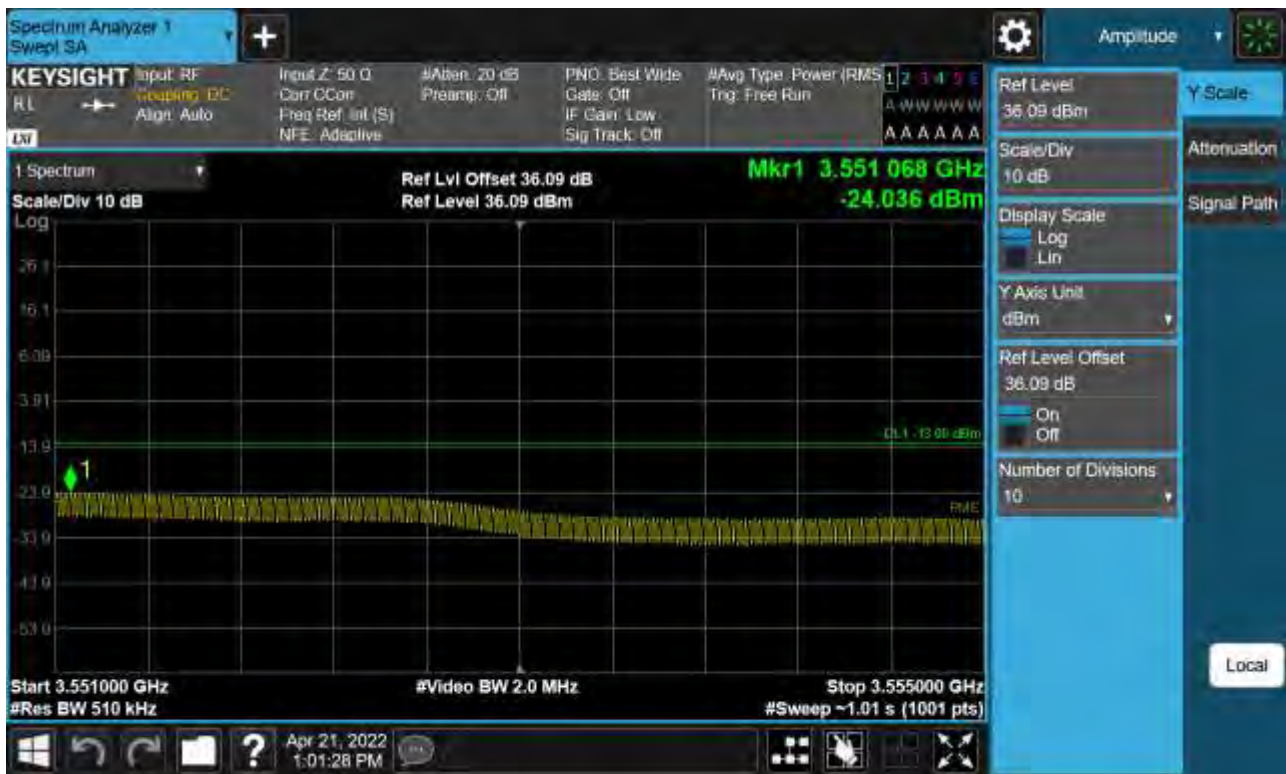 Spectrum Analyzer 1
Swept SA
Amplitude
KEYSIGHT
RL
LXI
Input: RF
Coupling: DC
Align: Auto
Input Z: 50 Ω
Corr CCorr
Freq Ref: Int (S)
NFE: Adaptive
#Atten: 20 dB
Preamp: Off
PNO: Best Wide
Gate: Off
IF Gain: Low
Sig Track: Off
#Avg Type: Power (RMS
Trig: Free Run
1 2 3 4 5 6
A W W W W W
A A A A A A
1 Spectrum
Scale/Div 10 dB
Ref Lvl Offset 36.09 dB
Ref Level 36.09 dBm
Mkr1 3.551 068 GHz
-24.036 dBm
Log
26.1
16.1
6.09
-3.91
-13.9
-23.9
-33.9
-43.9
-53.9
DL1 -13.00 dBm
1
Start 3.551000 GHz
#Res BW 510 kHz
#Video BW 2.0 MHz
Stop 3.555000 GHz
#Sweep ~1.01 s (1001 pts)
Ref Level
36.09 dBm
Scale/Div
10 dB
Display Scale
Log
Lin
Y Axis Unit
dBm
Ref Level Offset
36.09 dB
On
Off
Number of Divisions
10
Y Scale
Attenuation
Signal Path
Local
?
Apr 21, 2022
1:01:28 PM